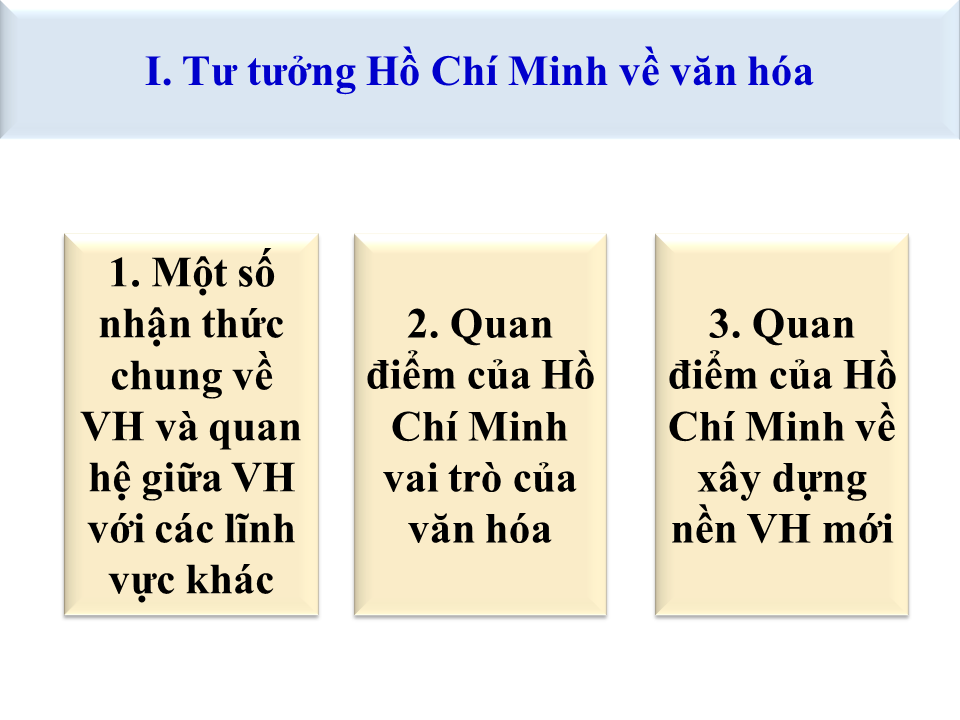 I. Tư tưởng Hồ Chí Minh về văn hóa
1. Một số
nhận thức
chung về
VH và quan
hệ giữa VH
với các lĩnh
vực khác
2. Quan
điểm của Hồ
Chí Minh
vai trò của
văn hóa
3. Quan
điểm của Hồ
Chí Minh về
xây dựng
nền VH mới